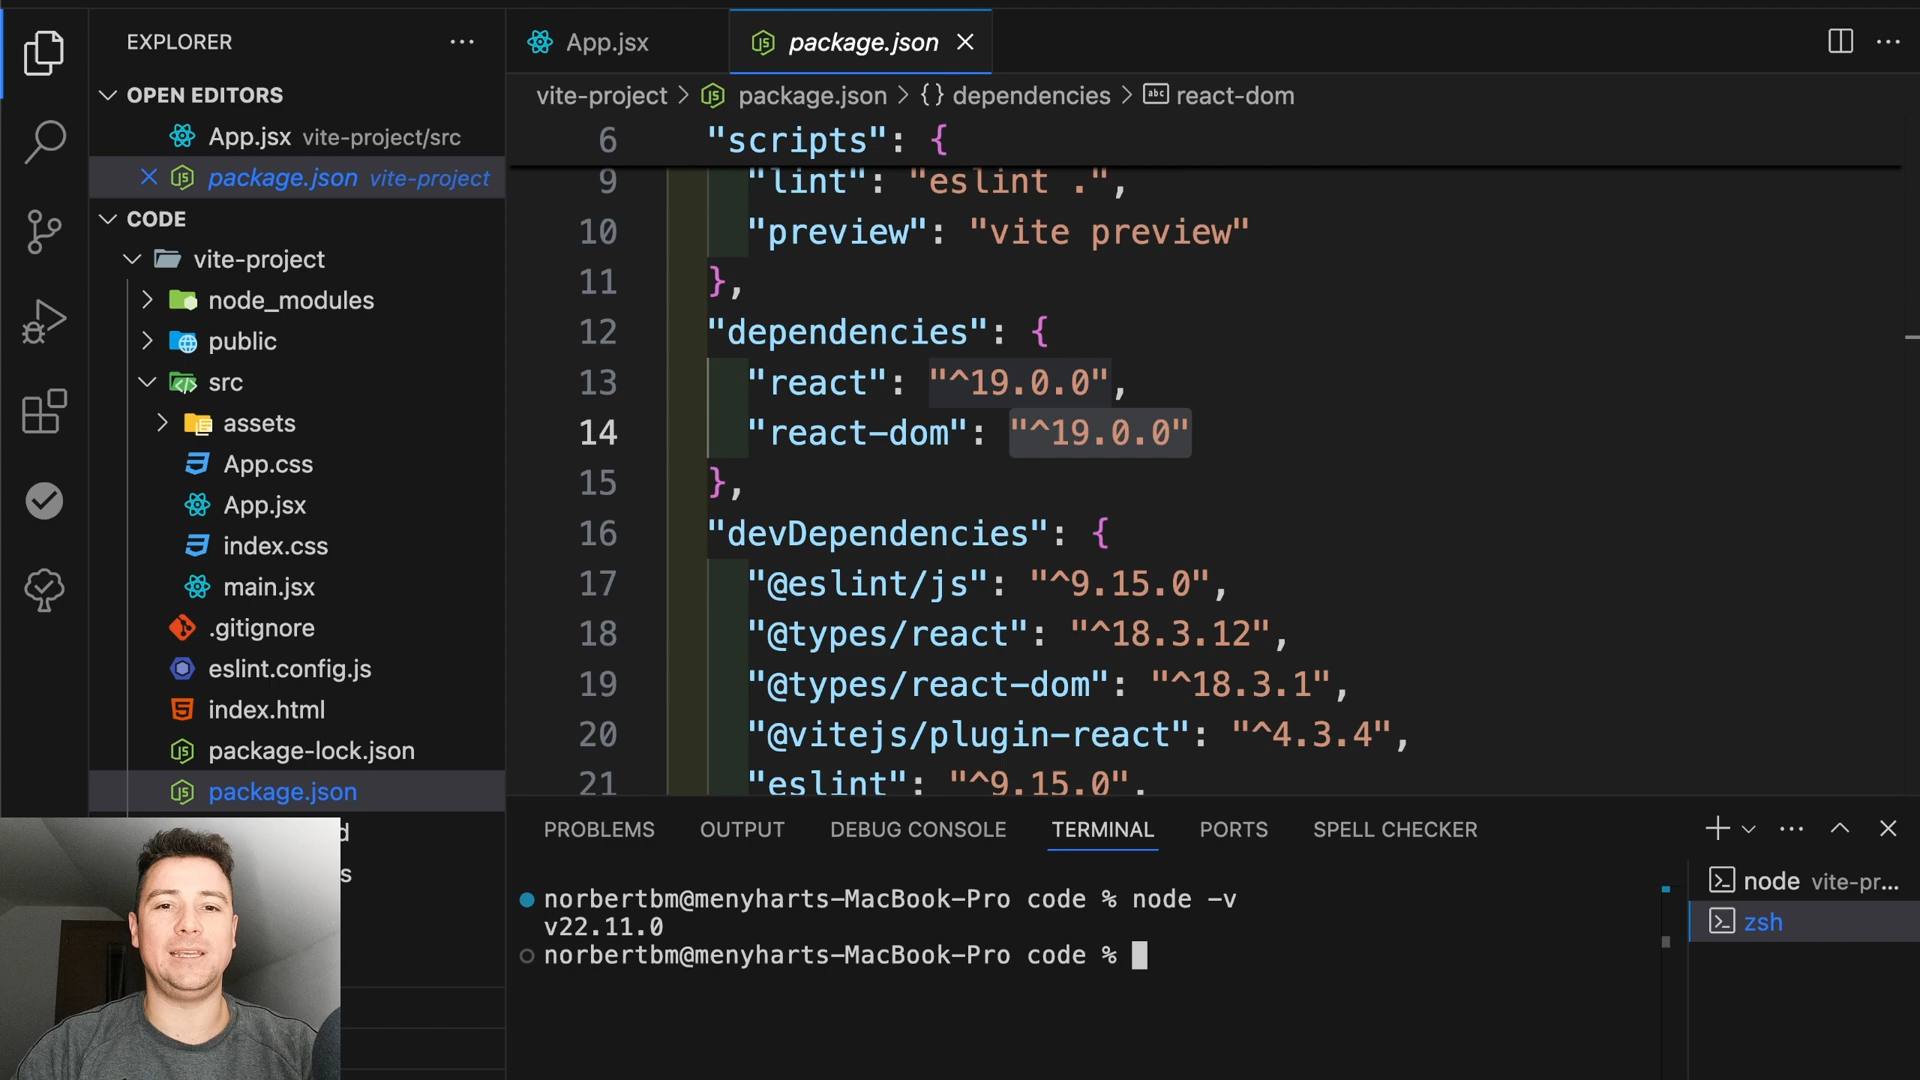 EXPLORER
OPEN EDITORS
App.jsx vite-project/src
package.json vite-project
CODE
vite-project
node_modules
public
src
assets
App.css
App.jsx
index.css
main.jsx
.gitignore
eslint.config.js
index.html
package-lock.json
package.json
App.jsx
package.json
vite-project > package.json > {} dependencies > abc react-dom
6 "scripts": {
9 "lint": "eslint .",
10 "preview": "vite preview"
11 },
12 "dependencies": {
13 "react": "^19.0.0",
14 "react-dom": "^19.0.0"
15 },
16 "devDependencies": {
17 "@eslint/js": "^9.15.0",
18 "@types/react": "^18.3.12",
19 "@types/react-dom": "^18.3.1",
20 "@vitejs/plugin-react": "^4.3.4",
21 "eslint": "^9.15.0",
PROBLEMS OUTPUT DEBUG CONSOLE TERMINAL PORTS SPELL CHECKER
norbertbm@menyharts-MacBook-Pro code % node -v
v22.11.0
norbertbm@menyharts-MacBook-Pro code %
node vite-pr...
zsh